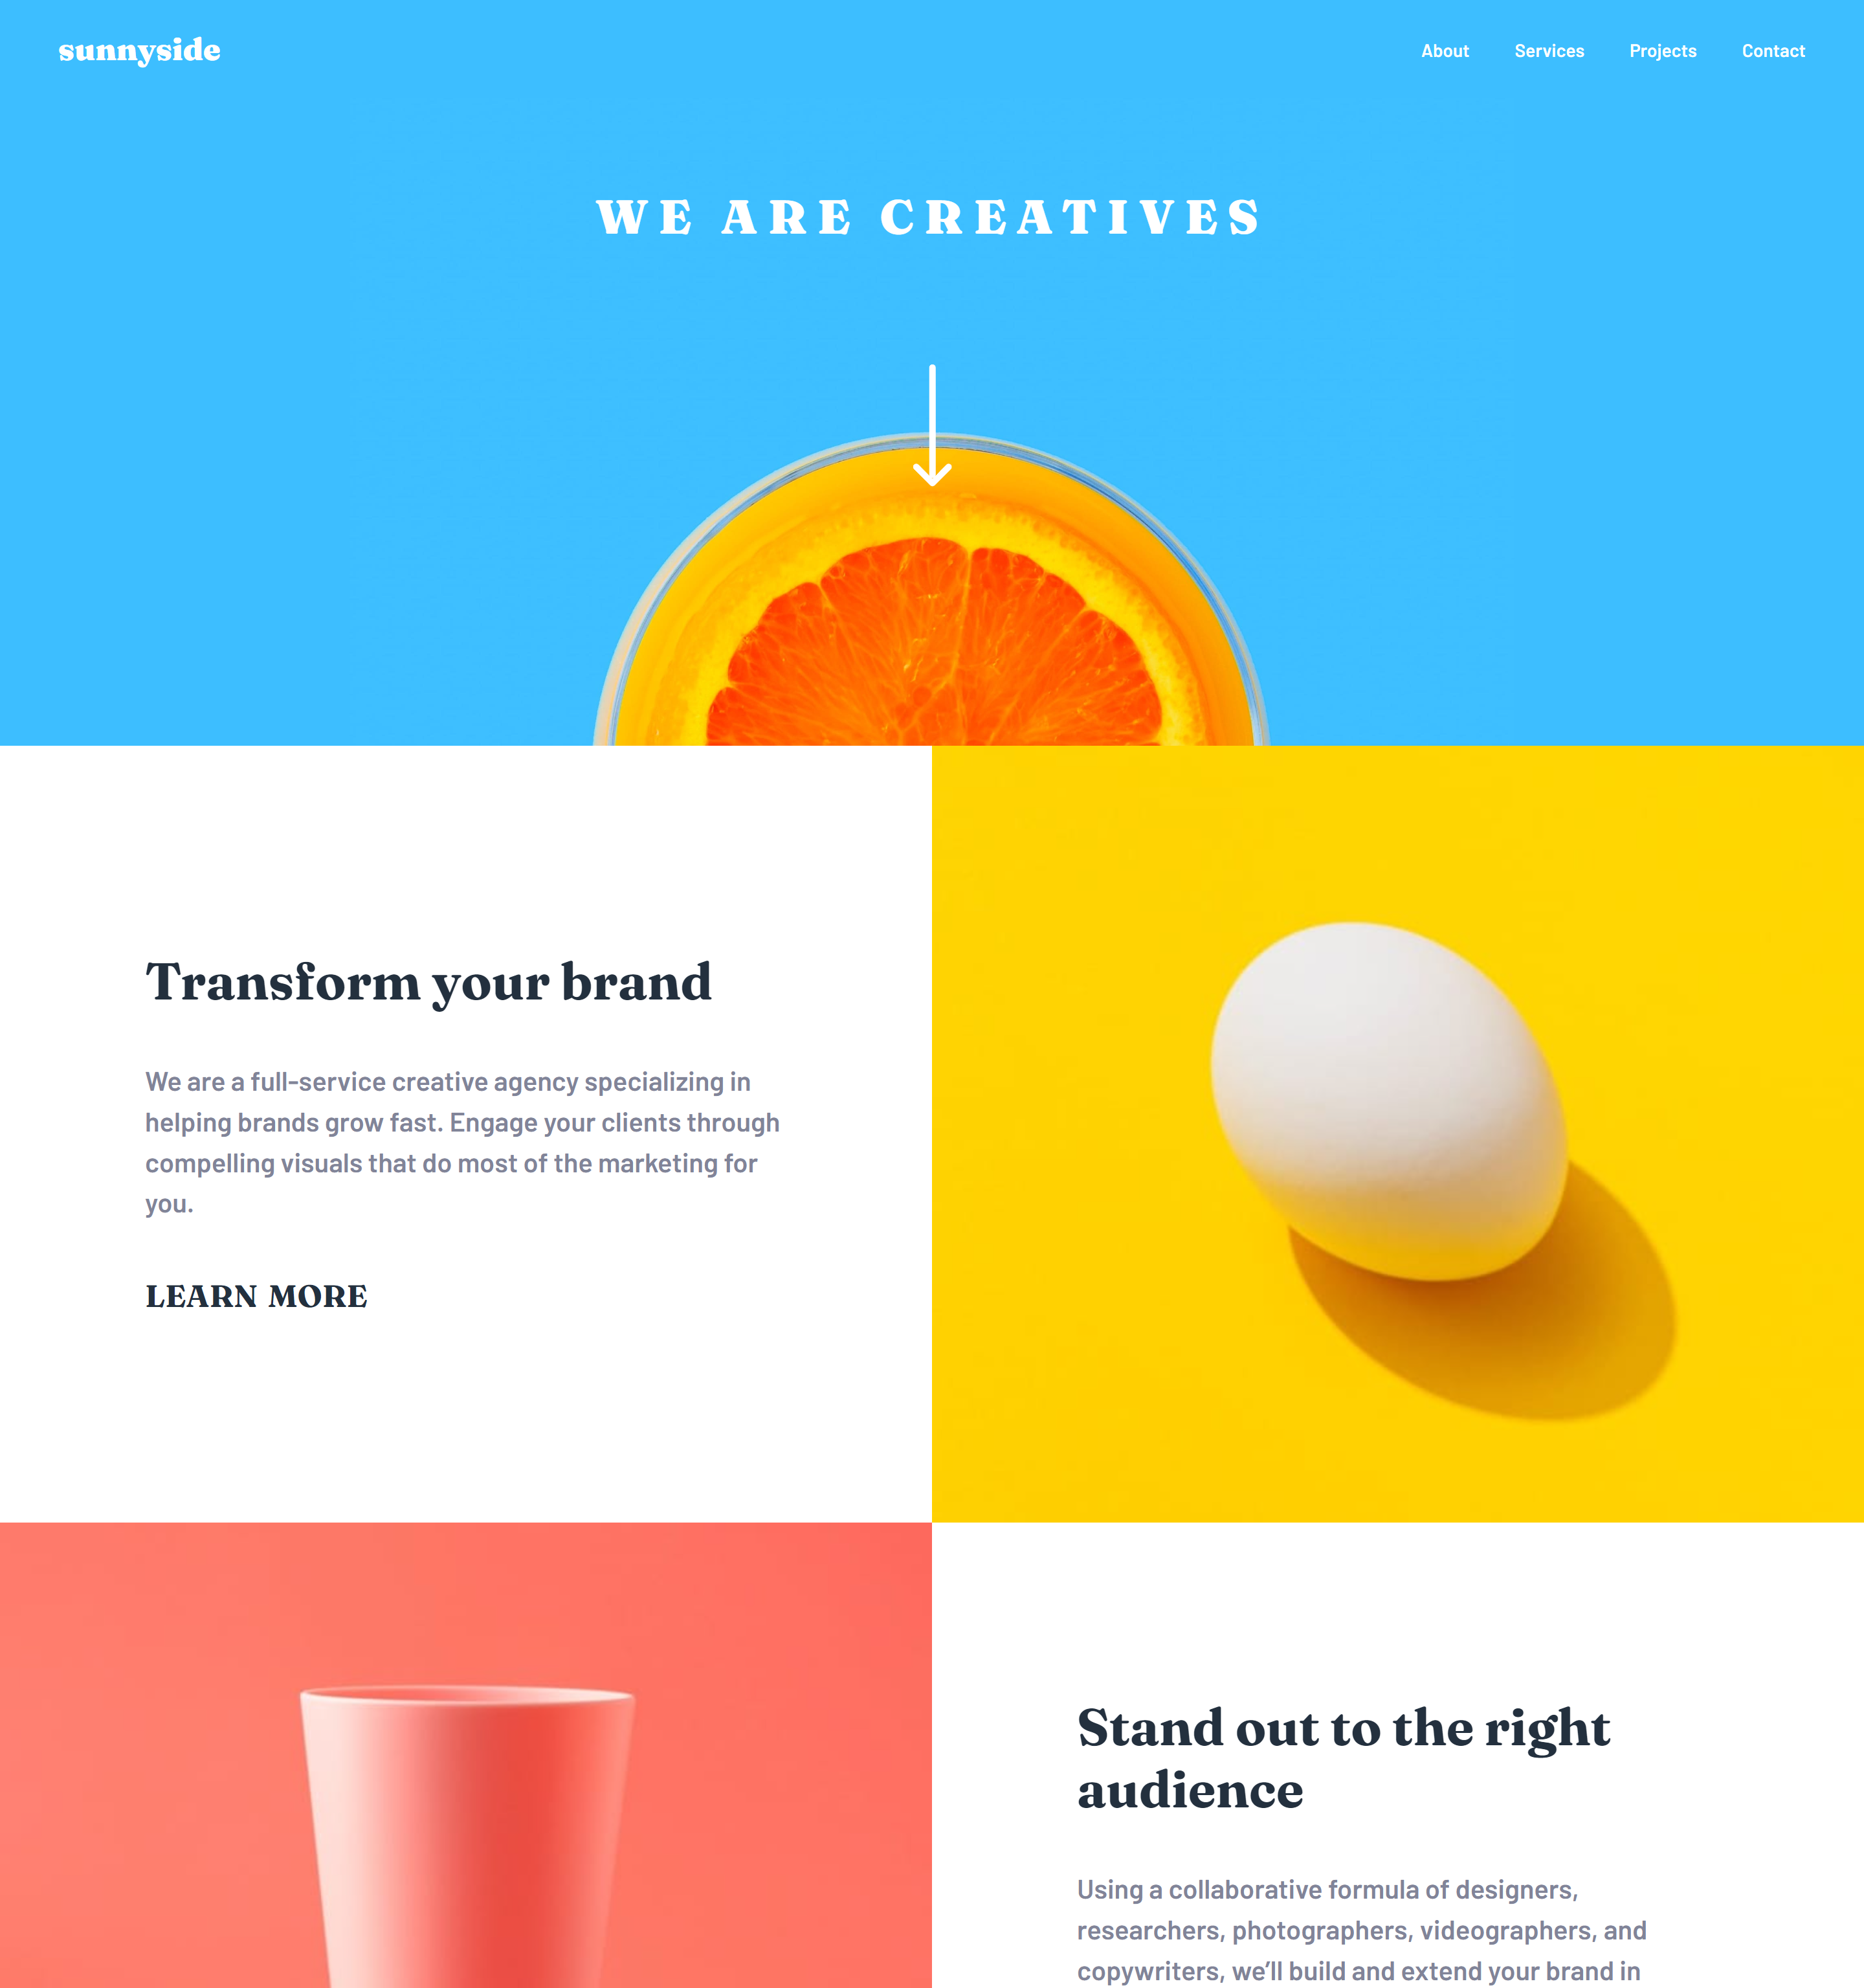 sunnyside
About Services Projects Contact
WE ARE CREATIVES
Transform your brand
We are a full-service creative agency specializing in
helping brands grow fast. Engage your clients through
compelling visuals that do most of the marketing for
you.
LEARN MORE
Stand out to the right
audience
Using a collaborative formula of designers,
researchers, photographers, videographers, and
copywriters, we’ll build and extend your brand in